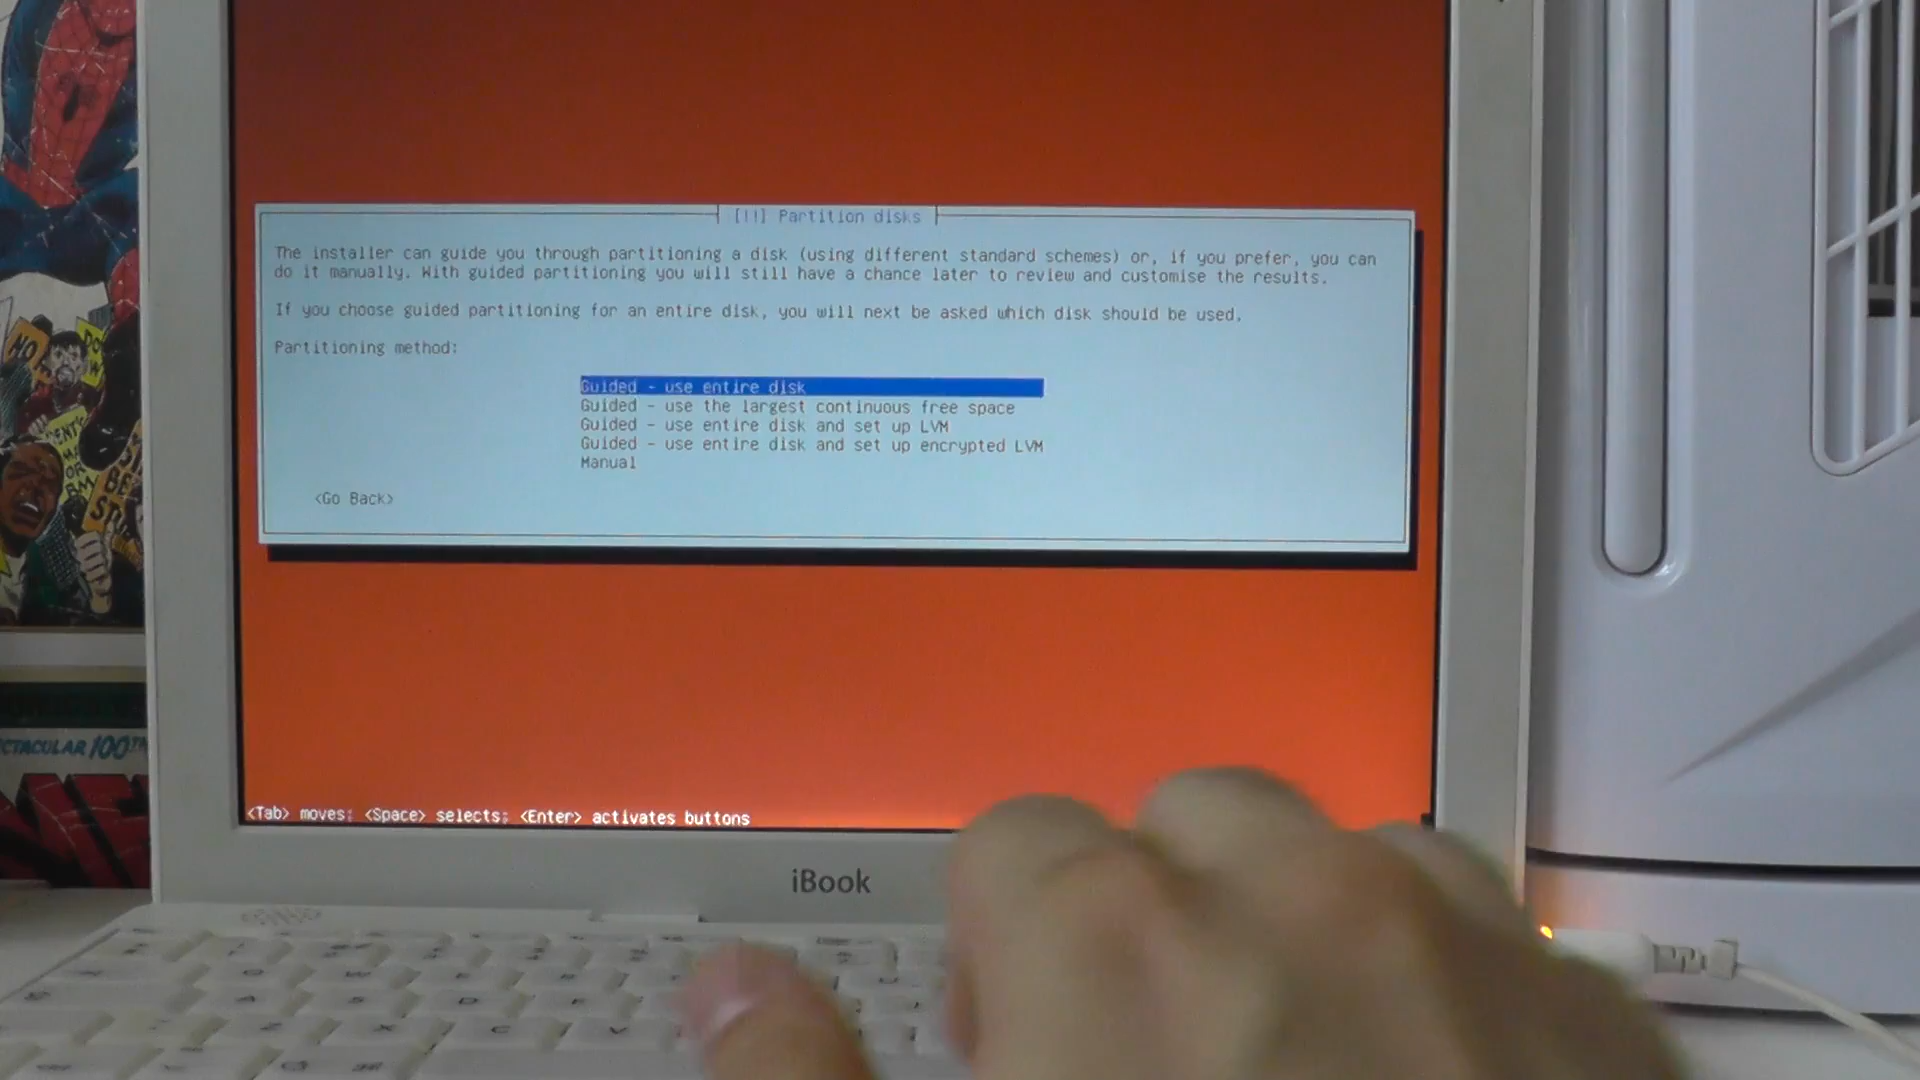 [!!] Partition disks
The installer can guide you through partitioning a disk (using different standard schemes) or, if you prefer, you can
do it manually. With guided partitioning you will still have a chance later to review and customise the results.
If you choose guided partitioning for an entire disk, you will next be asked which disk should be used.
Partitioning method:
Guided - use entire disk
Guided - use the largest continuous free space
Guided - use entire disk and set up LVM
Guided - use entire disk and set up encrypted LVM
Manual
<Go Back>
<Tab> moves; <Space> selects; <Enter> activates buttons
iBook
NO
CTACULAR 100TH
A S D F
Z X C V